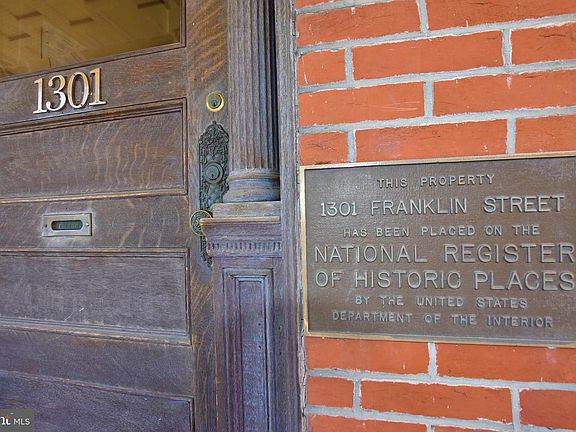 1301
THIS PROPERTY
1301 FRANKLIN STREET
HAS BEEN PLACED ON THE
NATIONAL REGISTER
OF HISTORIC PLACES
BY THE UNITED STATES
DEPARTMENT OF THE INTERIOR
MLS